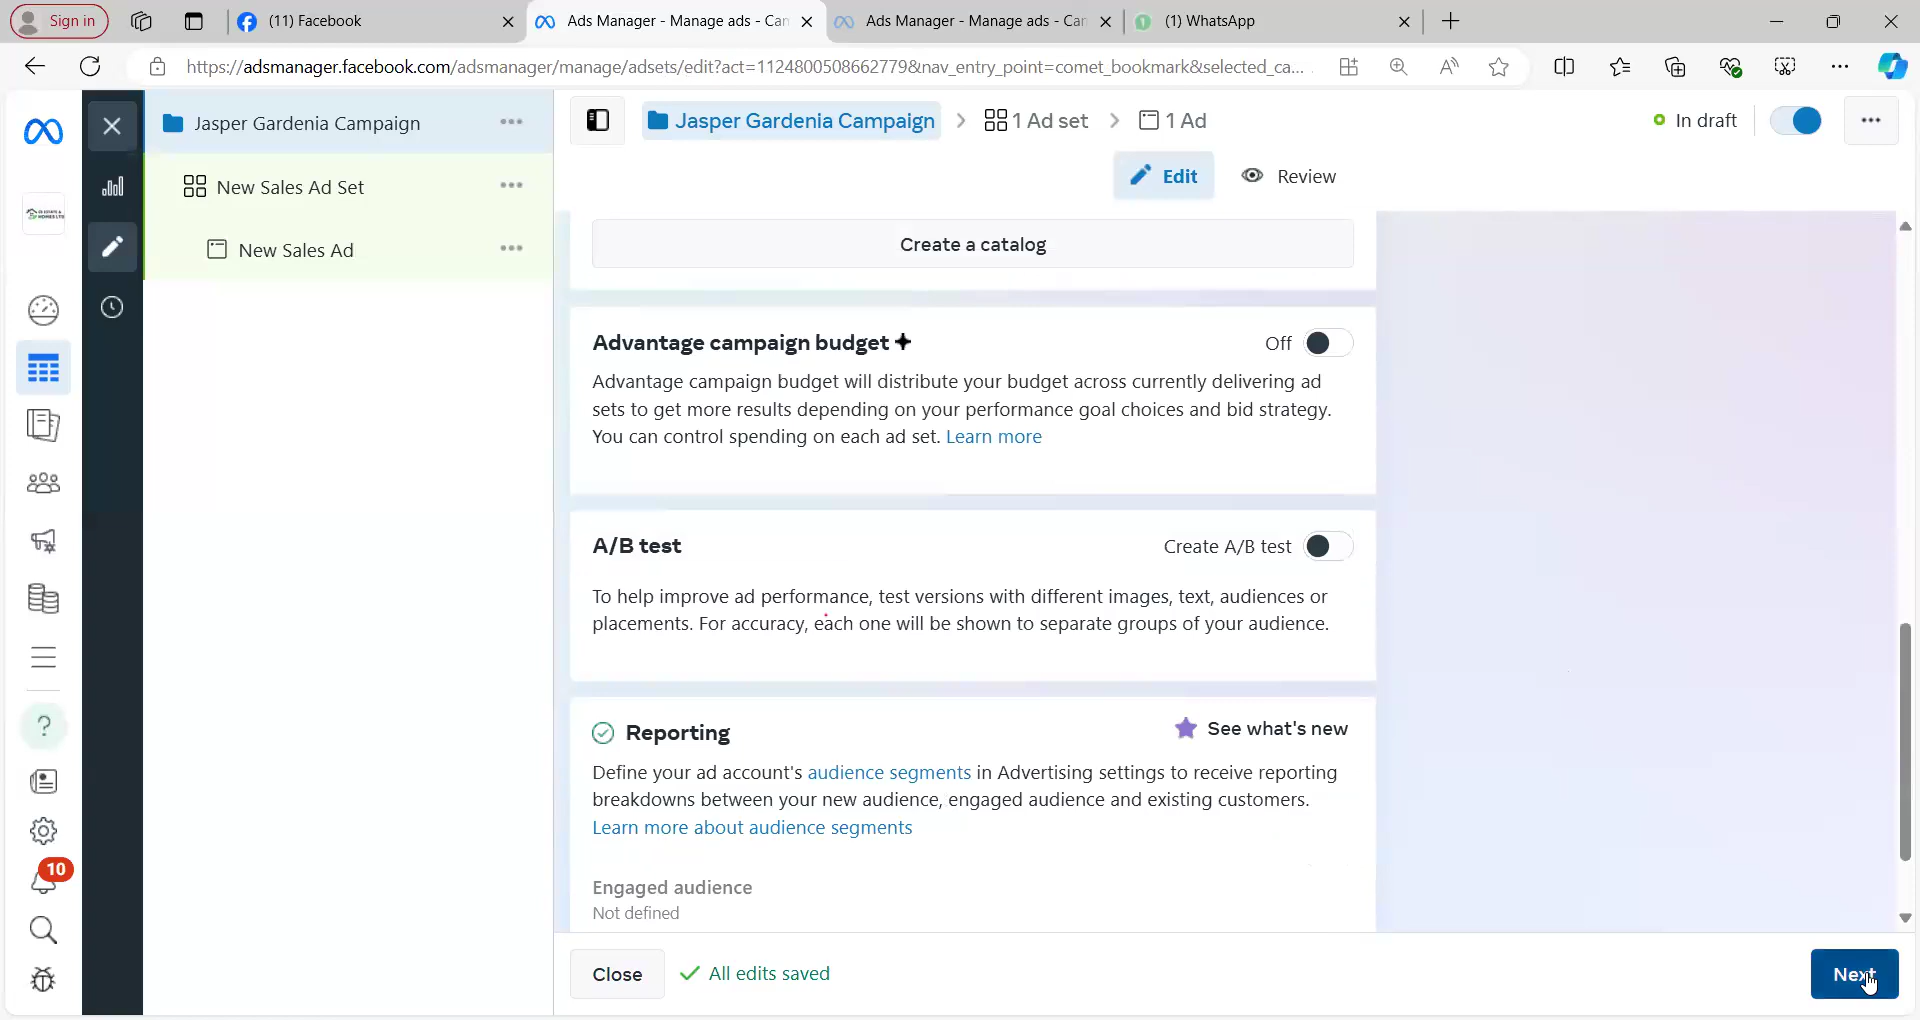 Sign in
(11) Facebook
Ads Manager - Manage ads - Can
Ads Manager - Manage ads - Can
(1) WhatsApp
https://adsmanager.facebook.com/adsmanager/manage/adsets/edit?act=1124800508662779&nav_entry_point=comet_bookmark&selected_ca...
Jasper Gardenia Campaign
Jasper Gardenia Campaign
1 Ad set
1 Ad
In draft
Edit
Review
New Sales Ad Set
New Sales Ad
Create a catalog
Advantage campaign budget
Off
Advantage campaign budget will distribute your budget across currently delivering ad
sets to get more results depending on your performance goal choices and bid strategy.
You can control spending on each ad set. Learn more
A/B test
Create A/B test
To help improve ad performance, test versions with different images, text, audiences or
placements. For accuracy, each one will be shown to separate groups of your audience.
Reporting
See what's new
Define your ad account's audience segments in Advertising settings to receive reporting
breakdowns between your new audience, engaged audience and existing customers.
Learn more about audience segments
Engaged audience
Not defined
10
Close
All edits saved
Next